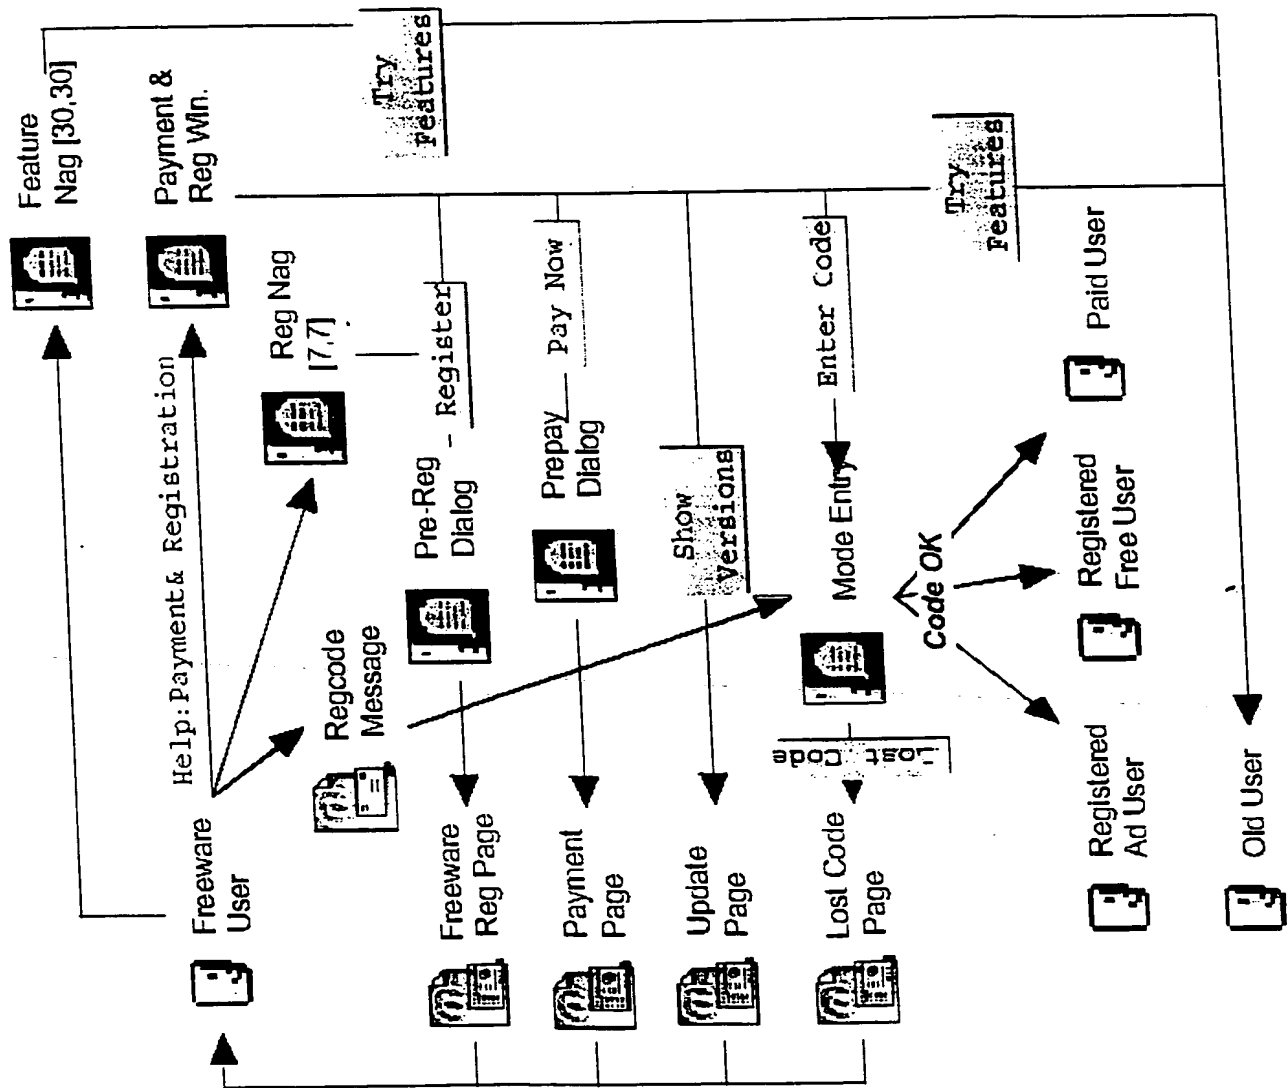 Feature
Nag [30,30]
Payment &
Reg Win.
Try
Features
Help:Payment & Registration
Reg Nag
[7,7]
Freeware
User
Regcode
Message
Pre-Reg
Dialog
Register
Freeware
Reg Page
Prepay
Dialog
Pay Now
Payment
Page
Show
Versions
Update
Page
Mode Entry
Enter Code
Lost Code
Lost Code
Page
Try
Features
Code OK
Registered
Ad User
Registered
Free User
Paid User
Old User